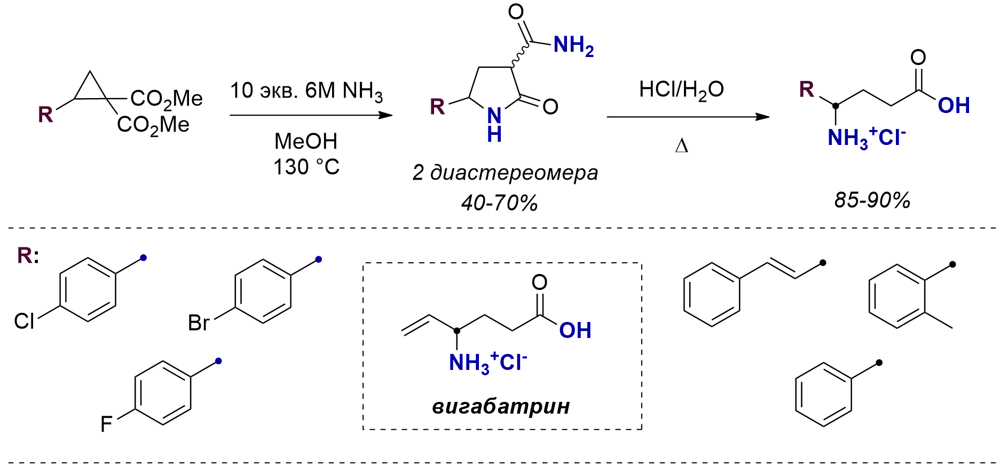 R
CO2Me
CO2Me
10 экв. 6M NH3
MeOH
130 °C
O
NH2
R
N
H
O
2 диастереомера
40-70%
HCl/H2O
Δ
R
O
OH
NH3+Cl-
85-90%
R:
Cl
Br
F
O
OH
NH3+Cl-
вигабатрин